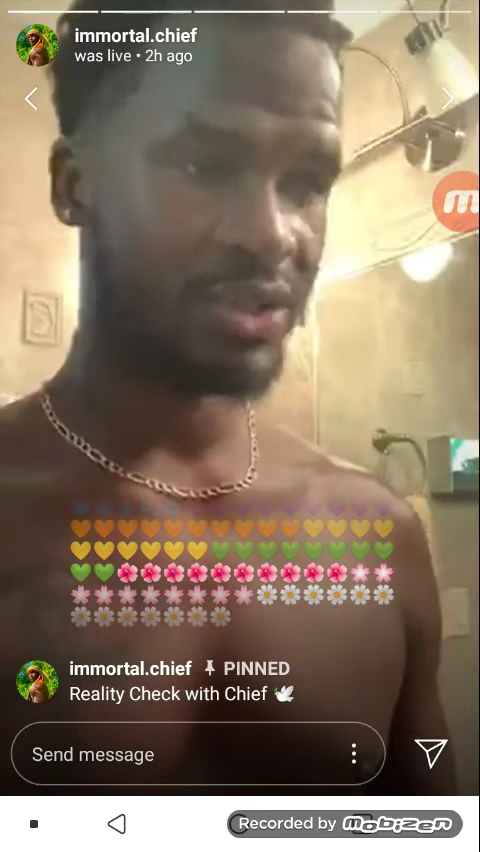 immortal.chief
was live • 2h ago
immortal.chief PINNED
Reality Check with Chief 🕊️
Send message
Recorded by MOBIZEN